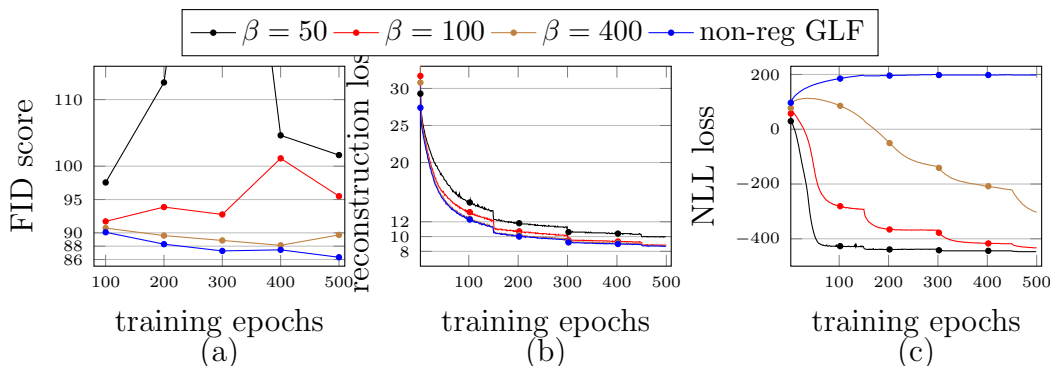 β = 50 β = 100 β = 400 non-reg GLF
FID score
110
100
95
90
88
86
100 200 300 400 500
training epochs
(a)
reconstruction los
30
25
20
12
10
8
100 200 300 400 500
training epochs
(b)
NLL loss
200
0
−200
−400
100 200 300 400 500
training epochs
(c)